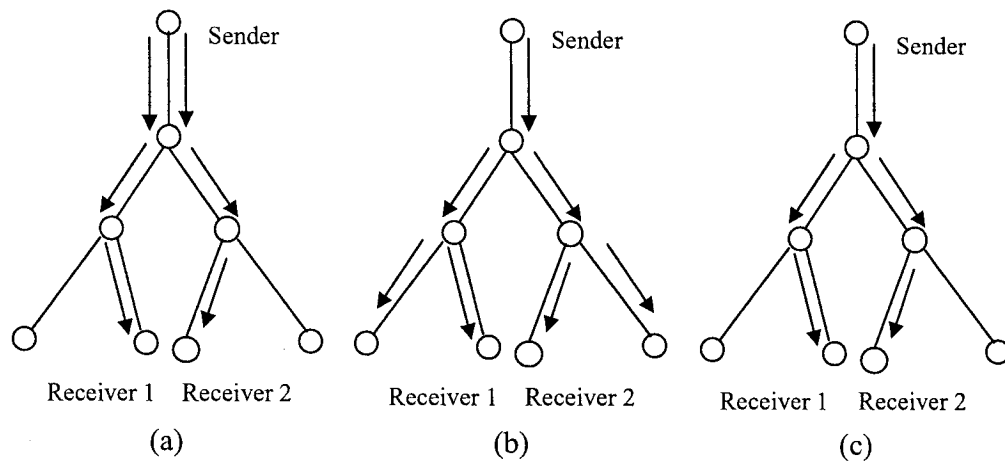 Sender
Sender
Sender
Receiver 1 Receiver 2
Receiver 1 Receiver 2
Receiver 1 Receiver 2
(a)
(b)
(c)